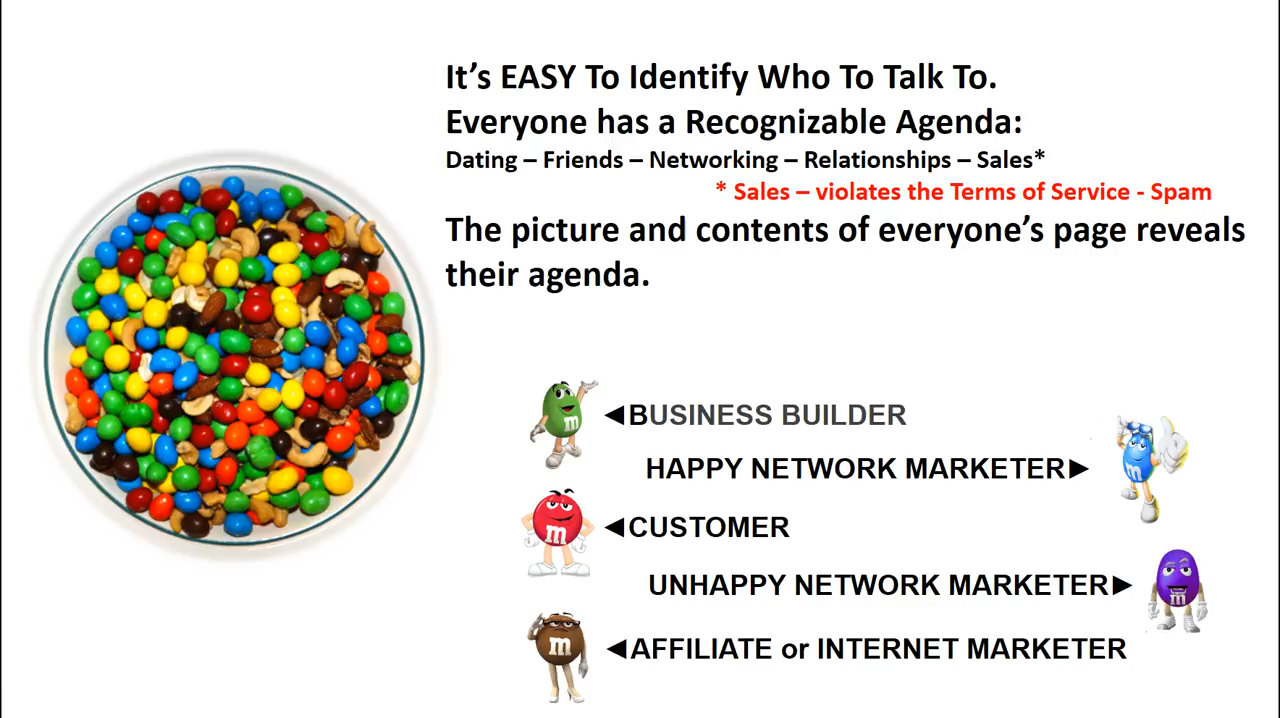 It's EASY To Identify Who To Talk To.
Everyone has a Recognizable Agenda:
Dating – Friends – Networking – Relationships – Sales*
* Sales – violates the Terms of Service - Spam
The picture and contents of everyone's page reveals
their agenda.
◄BUSINESS BUILDER
HAPPY NETWORK MARKETER►
◄CUSTOMER
UNHAPPY NETWORK MARKETER►
◄AFFILIATE or INTERNET MARKETER
m
m
m
m
m